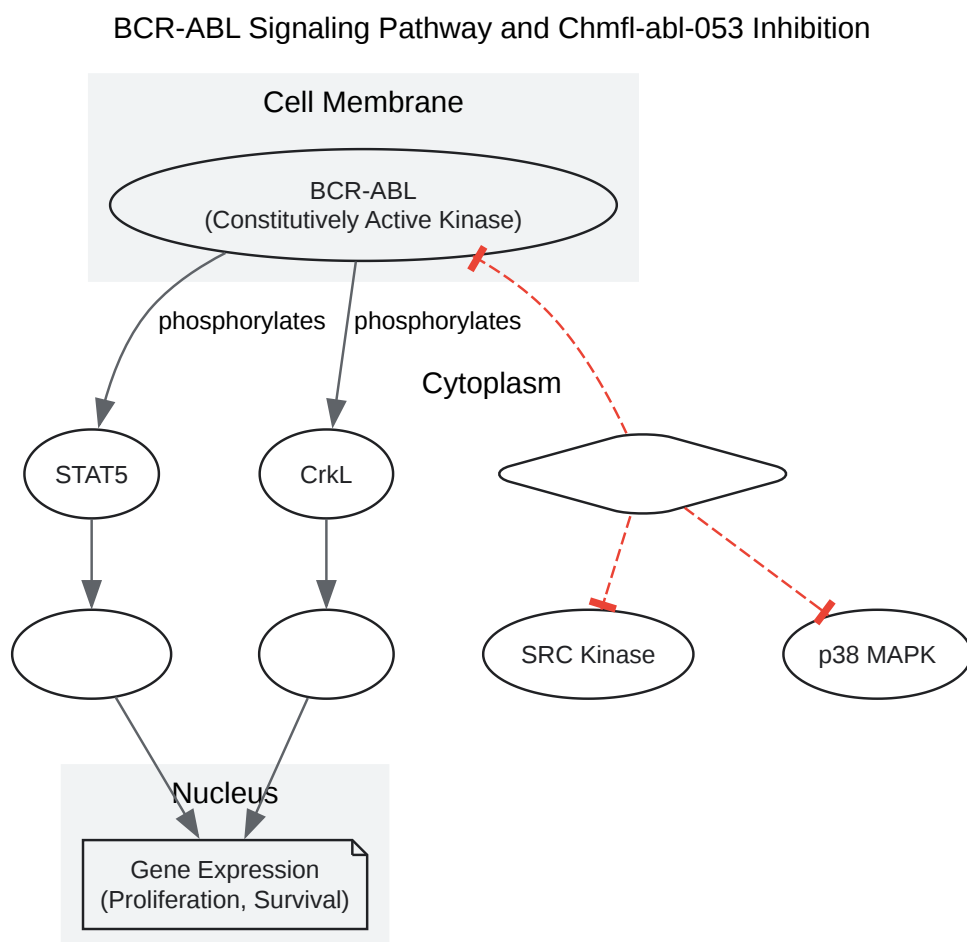 BCR-ABL Signaling Pathway and Chmfl-abl-053 Inhibition
Cell Membrane
BCR-ABL
(Constitutively Active Kinase)
phosphorylates
phosphorylates
Cytoplasm
STAT5
CrkL
SRC Kinase
p38 MAPK
Nucleus
Gene Expression
(Proliferation, Survival)